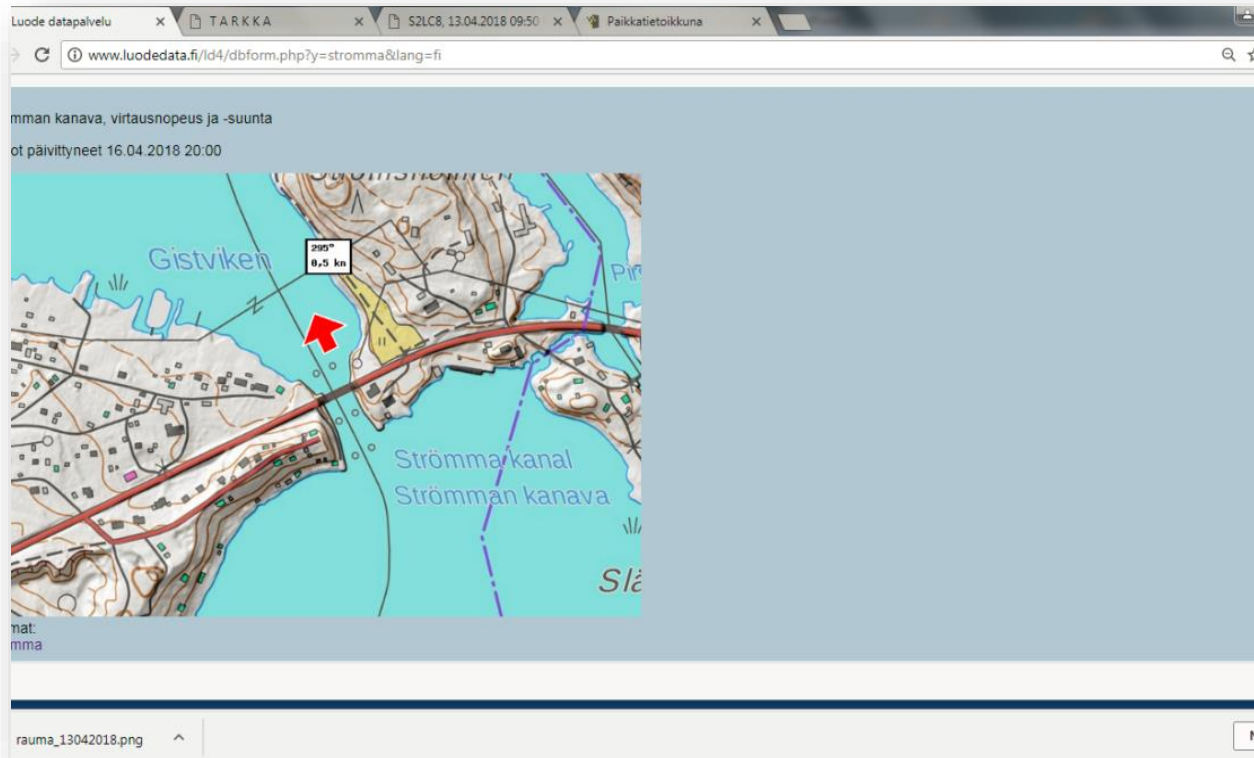 Luode datapalvelu
TARKKA
S2LC8, 13.04.2018 09:50
Paikkatietoikkuna
www.luodedata.fi/ld4/dbform.php?y=stromma&lang=fi
mman kanava, virtausnopeus ja -suunta
ot päivittyneet 16.04.2018 20:00
Gistviken
295°
0,5 kn
Strömma kanal
Strömman kanava
mat:
mma
rauma_13042018.png